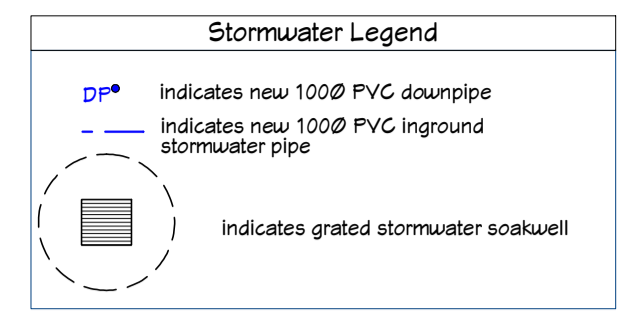 Stormwater Legend
DP indicates new 100Ø PVC downpipe
indicates new 100Ø PVC inground
stormwater pipe
indicates grated stormwater soakwell